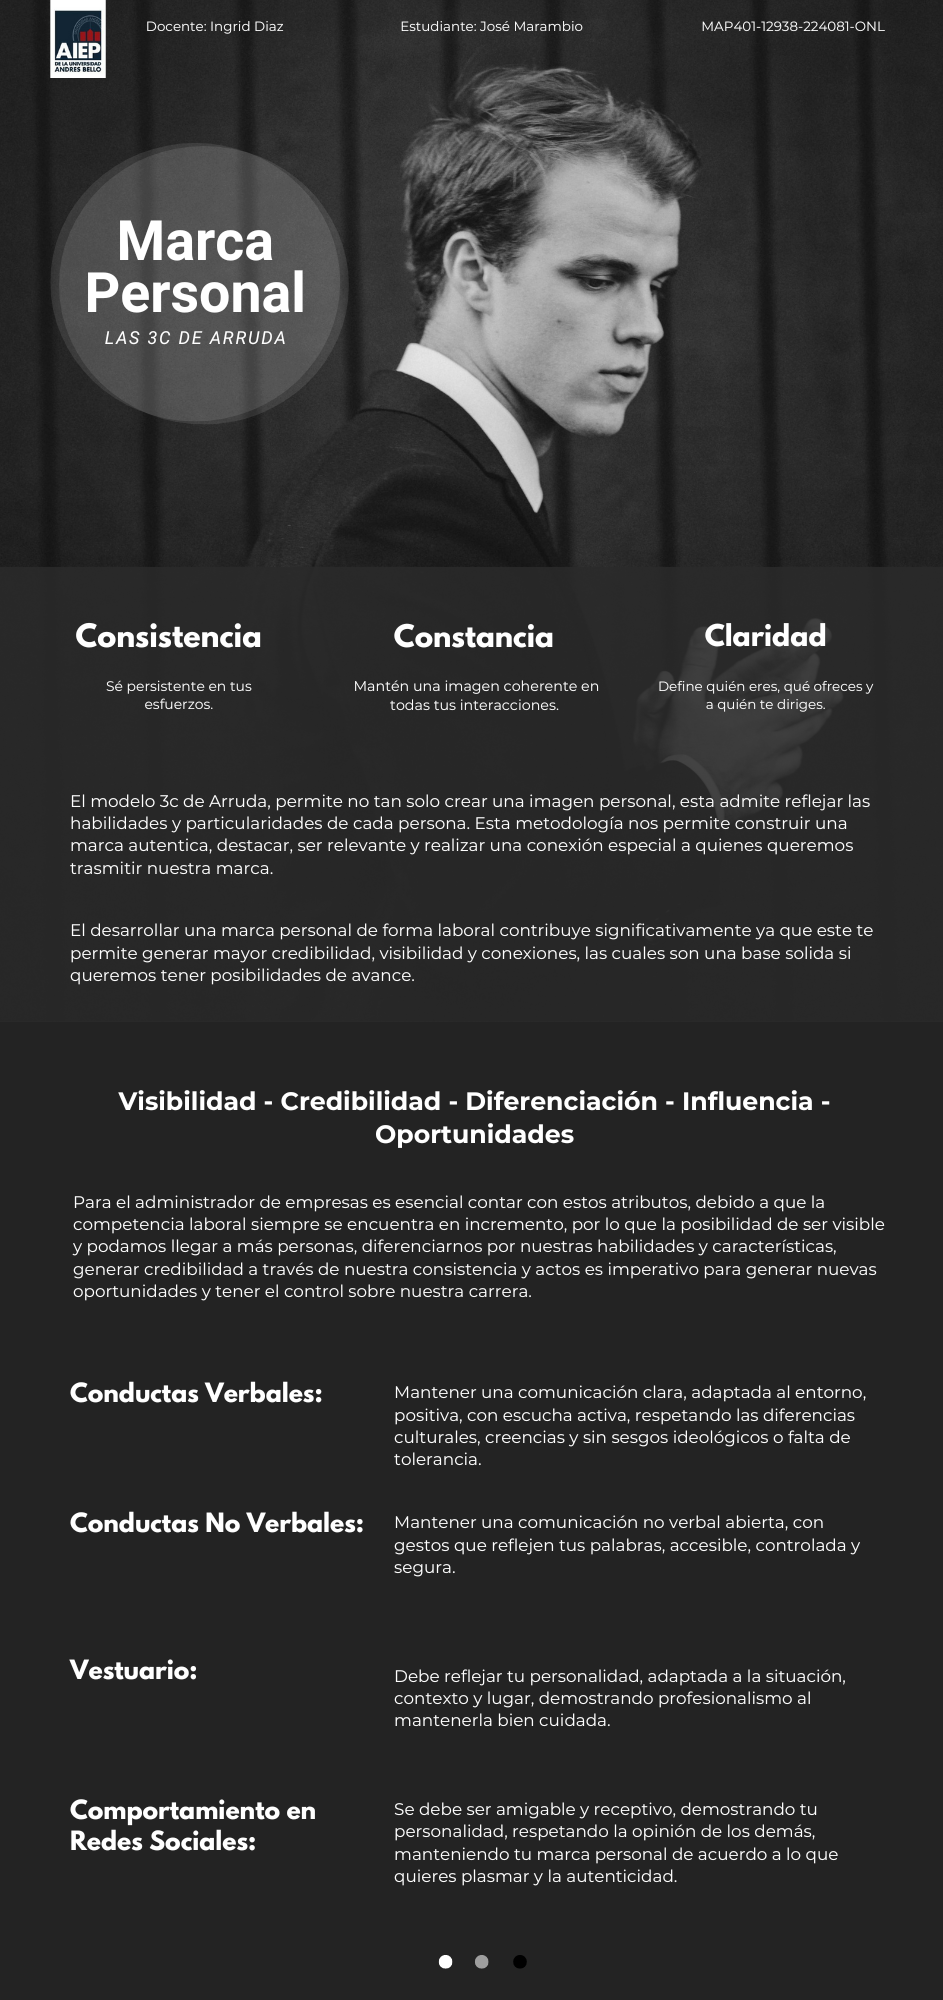 AIEP
DE LA UNIVERSIDAD
ANDRES BELLO
Docente: Ingrid Diaz
Estudiante: José Marambio
MAP401-12938-224081-ONL
Marca
Personal
LAS 3C DE ARRUDA
Consistencia
Sé persistente en tus
esfuerzos.
Constancia
Mantén una imagen coherente en
todas tus interacciones.
Claridad
Define quién eres, qué ofreces y
a quién te diriges.
El modelo 3c de Arruda, permite no tan solo crear una imagen personal, esta admite reflejar las
habilidades y particularidades de cada persona. Esta metodología nos permite construir una
marca autentica, destacar, ser relevante y realizar una conexión especial a quienes queremos
trasmitir nuestra marca.
El desarrollar una marca personal de forma laboral contribuye significativamente ya que este te
permite generar mayor credibilidad, visibilidad y conexiones, las cuales son una base solida si
queremos tener posibilidades de avance.
Visibilidad - Credibilidad - Diferenciación - Influencia -
Oportunidades
Para el administrador de empresas es esencial contar con estos atributos, debido a que la
competencia laboral siempre se encuentra en incremento, por lo que la posibilidad de ser visible
y podamos llegar a más personas, diferenciarnos por nuestras habilidades y características,
generar credibilidad a través de nuestra consistencia y actos es imperativo para generar nuevas
oportunidades y tener el control sobre nuestra carrera.
Conductas Verbales:
Mantener una comunicación clara, adaptada al entorno,
positiva, con escucha activa, respetando las diferencias
culturales, creencias y sin sesgos ideológicos o falta de
tolerancia.
Conductas No Verbales:
Mantener una comunicación no verbal abierta, con
gestos que reflejen tus palabras, accesible, controlada y
segura.
Vestuario:
Debe reflejar tu personalidad, adaptada a la situación,
contexto y lugar, demostrando profesionalismo al
mantenerla bien cuidada.
Comportamiento en
Redes Sociales:
Se debe ser amigable y receptivo, demostrando tu
personalidad, respetando la opinión de los demás,
manteniendo tu marca personal de acuerdo a lo que
quieres plasmar y la autenticidad.